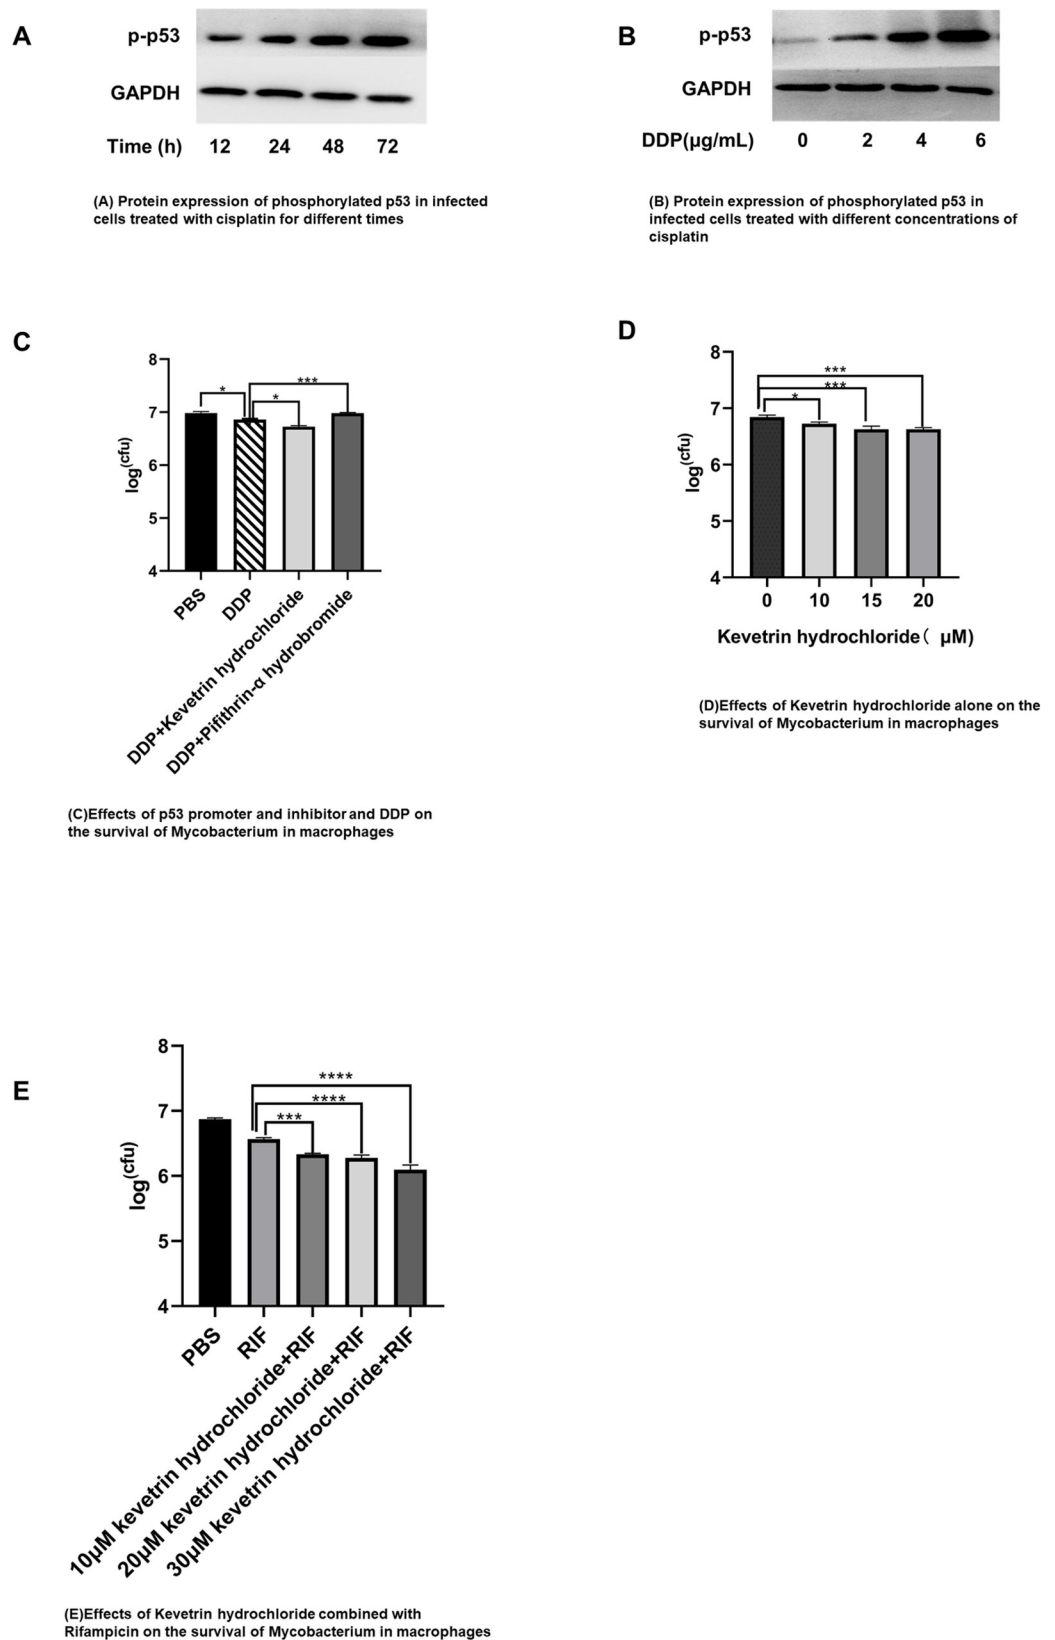 A
p-p53
GAPDH
Time (h) 12 24 48 72
(A) Protein expression of phosphorylated p53 in infected
cells treated with cisplatin for different times
B
p-p53
GAPDH
DDP(μg/mL) 0 2 4 6
(B) Protein expression of phosphorylated p53 in
infected cells treated with different concentrations of
cisplatin
C
8
7
6
5
4
log(cfu)
*
*
***
PBS
DDP
DDP+Kevetrin hydrochloride
DDP+Pifithrin-α hydrobromide
(C)Effects of p53 promoter and inhibitor and DDP on
the survival of Mycobacterium in macrophages
D
8
7
6
5
4
log(cfu)
***
***
*
0 10 15 20
Kevetrin hydrochloride( μM)
(D)Effects of Kevetrin hydrochloride alone on the
survival of Mycobacterium in macrophages
E
8
7
6
5
4
log(cfu)
****
****
***
PBS
RIF
10μM kevetrin hydrochloride+RIF
20μM kevetrin hydrochloride+RIF
30μM kevetrin hydrochloride+RIF
(E)Effects of Kevetrin hydrochloride combined with
Rifampicin on the survival of Mycobacterium in macrophages